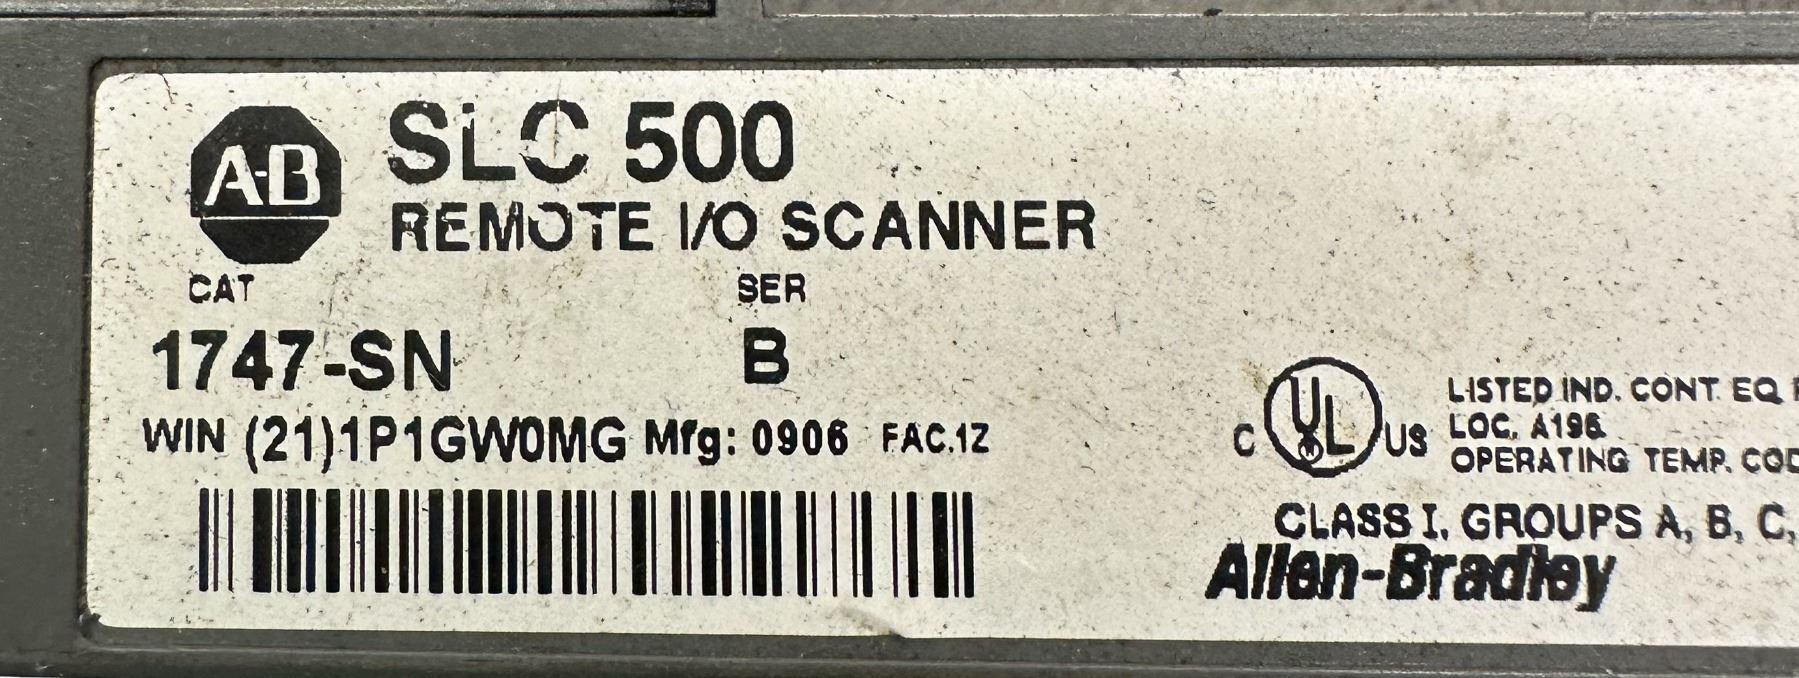 A-B
SLC 500
REMOTE I/O SCANNER
CAT SER
1747-SN B
WIN (21)1P1GW0MG Mfg: 0906 FAC.1Z
C UL US
LISTED IND. CONT. EQ
LOC. A196
OPERATING TEMP. COD
CLASS I, GROUPS A, B, C,
Allen-Bradley